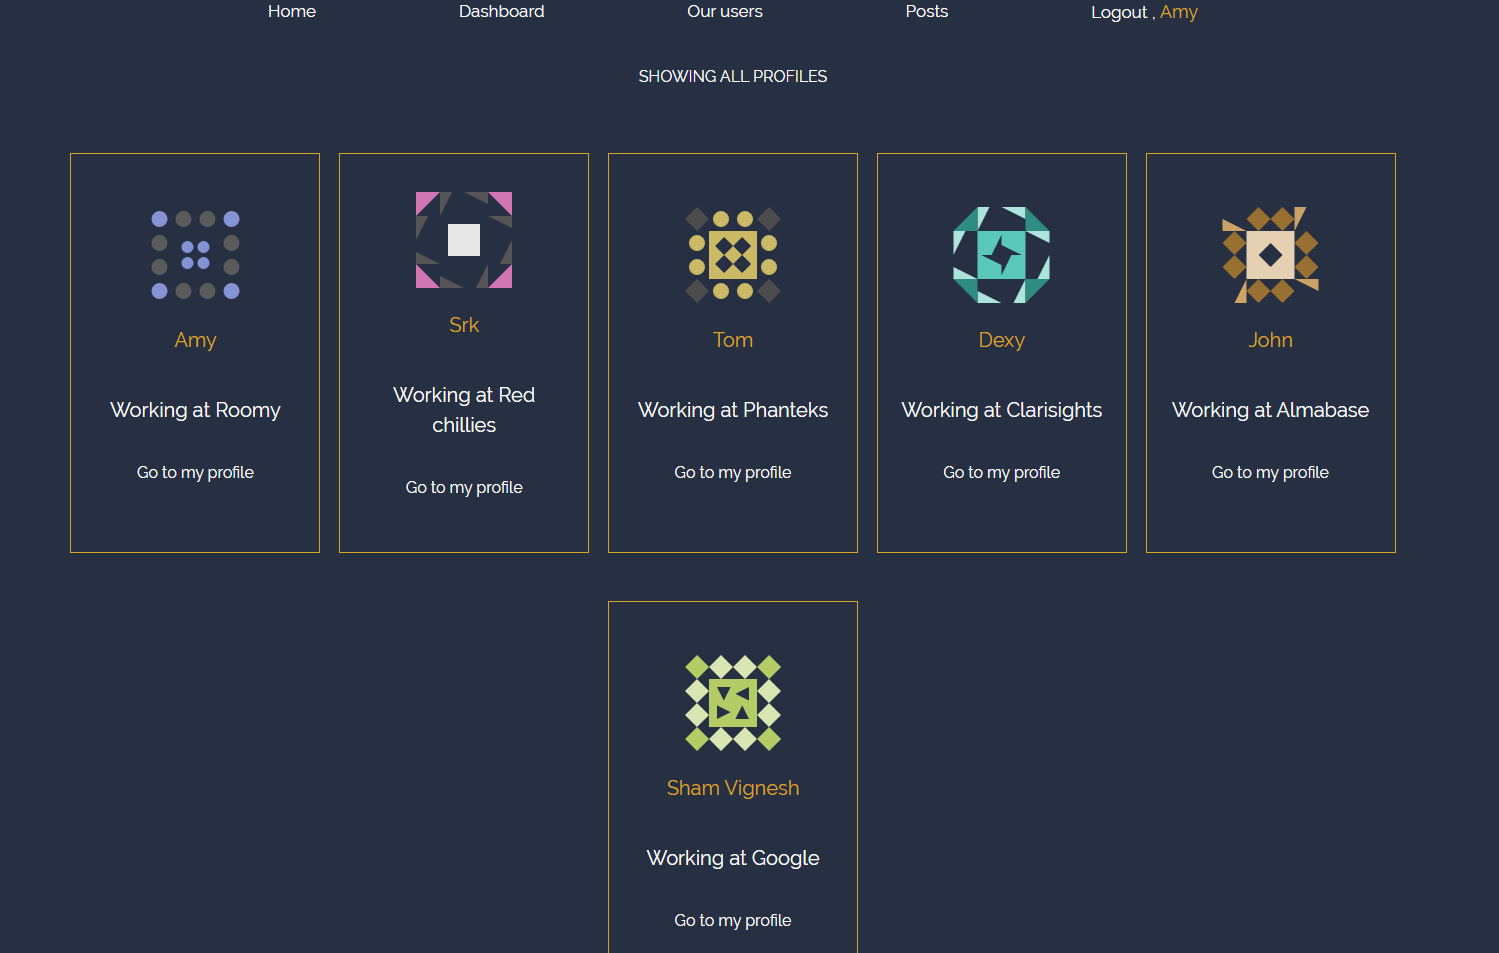 Home
Dashboard
Our users
Posts
Logout , Amy
SHOWING ALL PROFILES
Amy
Working at Roomy
Go to my profile
Srk
Working at Red
chillies
Go to my profile
Tom
Working at Phanteks
Go to my profile
Dexy
Working at Clarisights
Go to my profile
John
Working at Almabase
Go to my profile
Sham Vignesh
Working at Google
Go to my profile